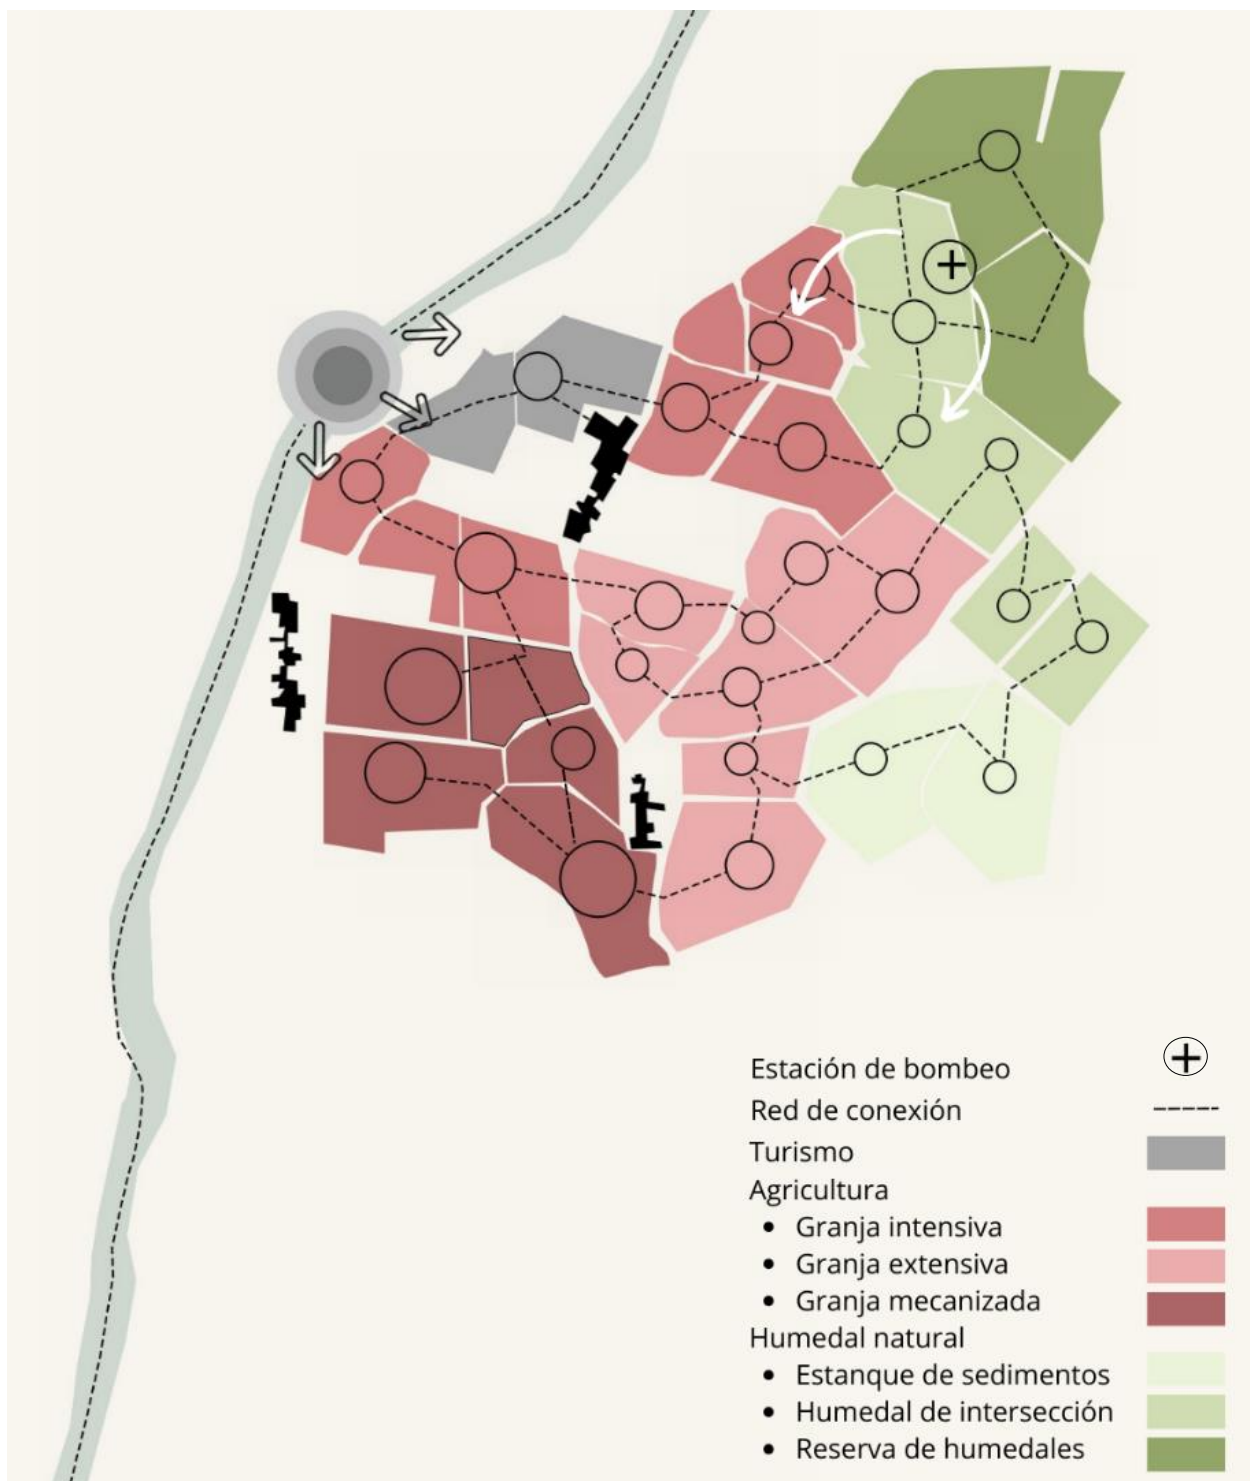 Estación de bombeo
Red de conexión
Turismo
Agricultura
• Granja intensiva
• Granja extensiva
• Granja mecanizada
Humedal natural
• Estanque de sedimentos
• Humedal de intersección
• Reserva de humedales